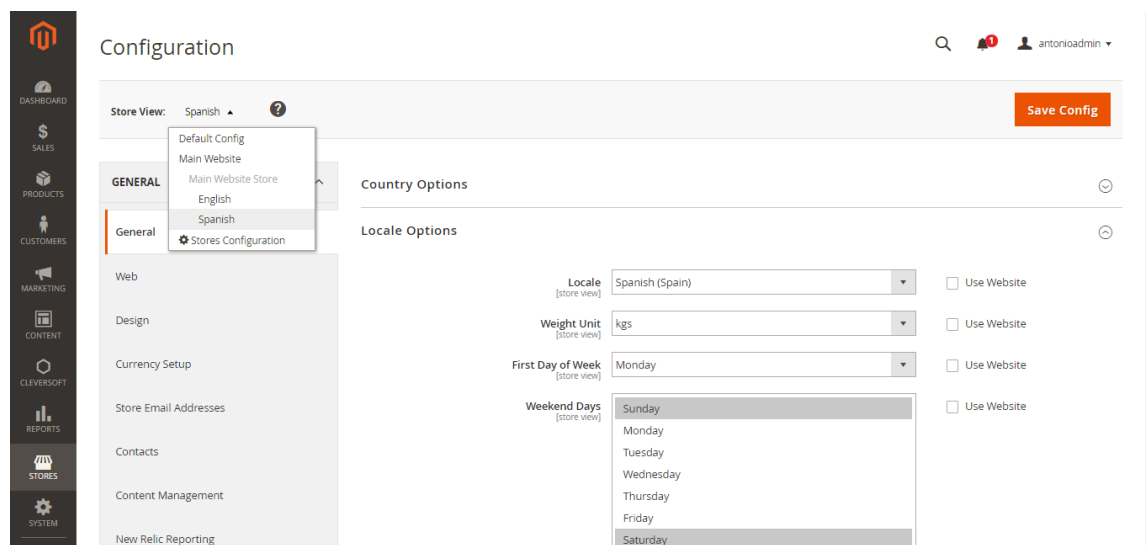 Configuration
1
antonioadmin
DASHBOARD
SALES
PRODUCTS
CUSTOMERS
MARKETING
CONTENT
CLEVERSOFT
REPORTS
STORES
SYSTEM
Store View: Spanish
?
Save Config
Default Config
Main Website
Main Website Store
English
Spanish
Stores Configuration
GENERAL
General
Web
Design
Currency Setup
Store Email Addresses
Contacts
Content Management
New Relic Reporting
Country Options
Locale Options
Locale Spanish (Spain) Use Website
[store view]
Weight Unit kgs Use Website
[store view]
First Day of Week Monday Use Website
[store view]
Weekend Days Sunday Use Website
[store view]
Monday
Tuesday
Wednesday
Thursday
Friday
Saturday